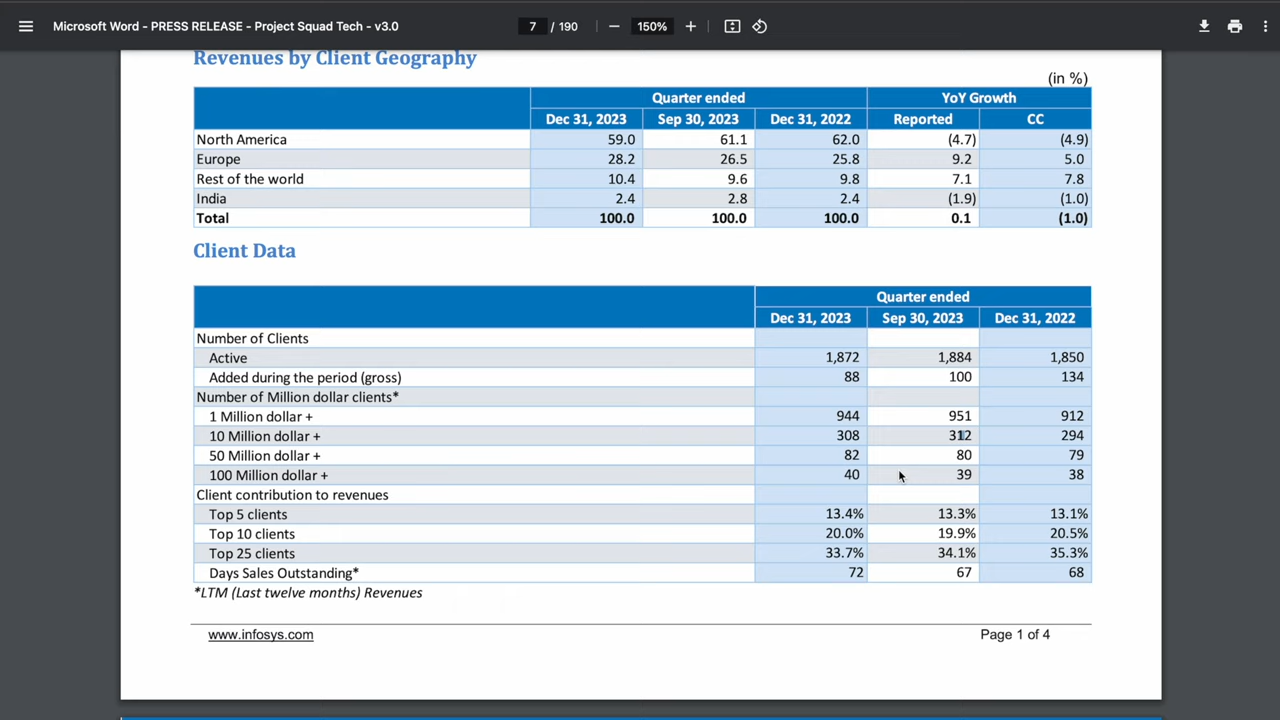 Microsoft Word - PRESS RELEASE - Project Squad Tech - v3.0 7 / 190 150%
Revenues by Client Geography
(in %)
Quarter ended YoY Growth
Dec 31, 2023 Sep 30, 2023 Dec 31, 2022 Reported CC
North America 59.0 61.1 62.0 (4.7) (4.9)
Europe 28.2 26.5 25.8 9.2 5.0
Rest of the world 10.4 9.6 9.8 7.1 7.8
India 2.4 2.8 2.4 (1.9) (1.0)
Total 100.0 100.0 100.0 0.1 (1.0)
Client Data
Quarter ended
Dec 31, 2023 Sep 30, 2023 Dec 31, 2022
Number of Clients
Active 1,872 1,884 1,850
Added during the period (gross) 88 100 134
Number of Million dollar clients*
1 Million dollar + 944 951 912
10 Million dollar + 308 312 294
50 Million dollar + 82 80 79
100 Million dollar + 40 39 38
Client contribution to revenues
Top 5 clients 13.4% 13.3% 13.1%
Top 10 clients 20.0% 19.9% 20.5%
Top 25 clients 33.7% 34.1% 35.3%
Days Sales Outstanding* 72 67 68
*LTM (Last twelve months) Revenues
www.infosys.com Page 1 of 4